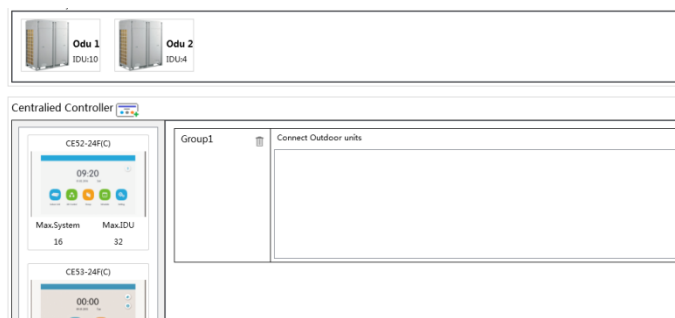 Odu 1
IDU:10
Odu 2
IDU:4
Centralied Controller
CE52-24F(C)
09:20
Max.System Max.IDU
16 32
CE53-24F(C)
00:00
Group1
Connect Outdoor units